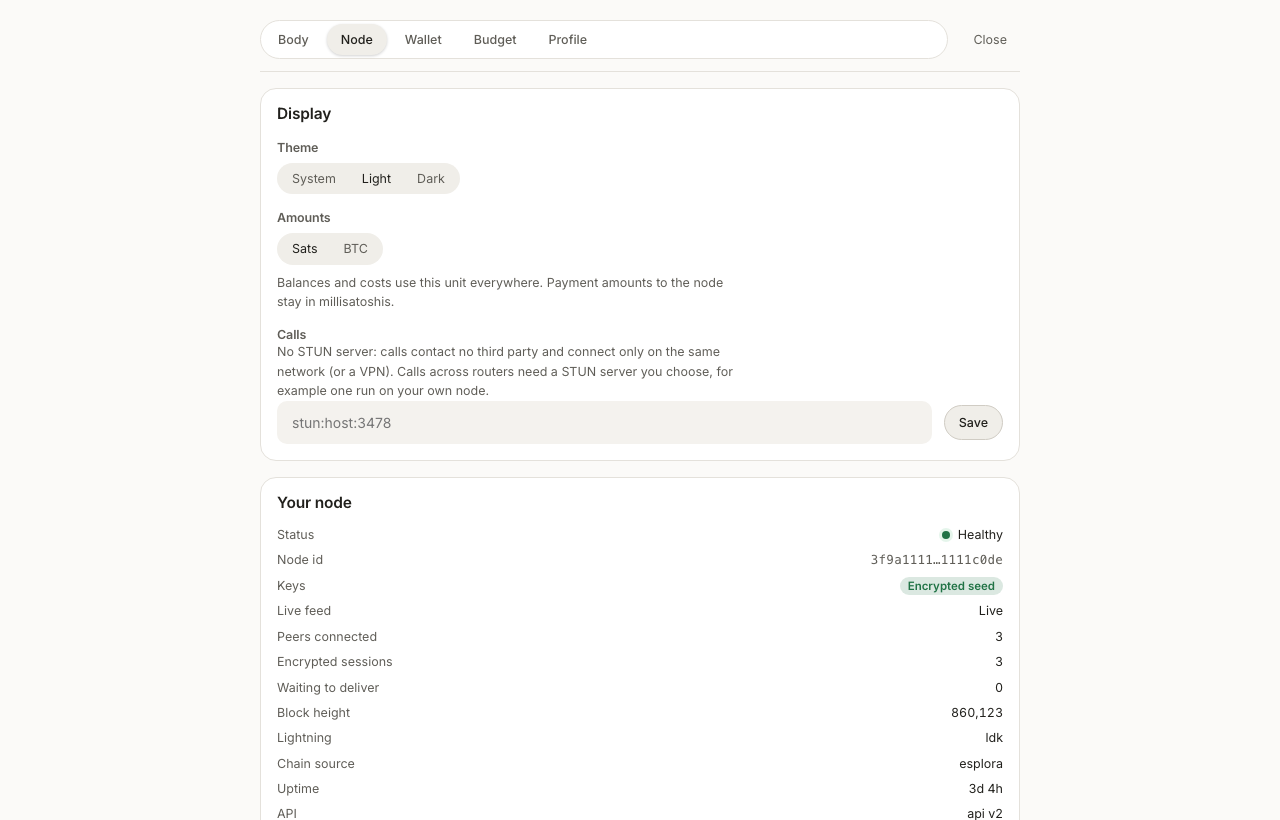 Body Node Wallet Budget Profile Close
Display
Theme
System Light Dark
Amounts
Sats BTC
Balances and costs use this unit everywhere. Payment amounts to the node
stay in millisatoshis.
Calls
No STUN server: calls contact no third party and connect only on the same
network (or a VPN). Calls across routers need a STUN server you choose, for
example one run on your own node.
stun:host:3478 Save
Your node
Status Healthy
Node id 3f9a1111…1111c0de
Keys Encrypted seed
Live feed Live
Peers connected 3
Encrypted sessions 3
Waiting to deliver 0
Block height 860,123
Lightning ldk
Chain source esplora
Uptime 3d 4h
API api v2